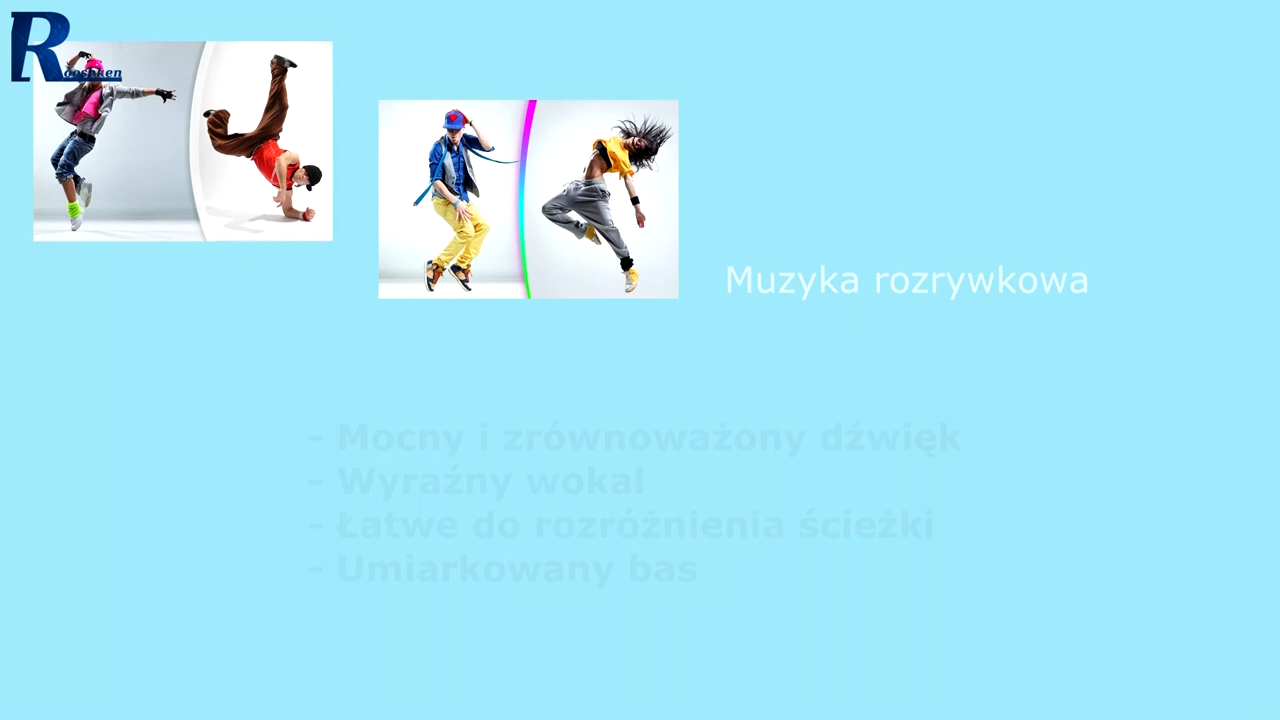 Muzyka rozrywkowa
- Mocny i zrównoważony dźwięk
- Wyraźny wokal
- Łatwe do rozróżnienia ścieżki
- Umiarkowany bas